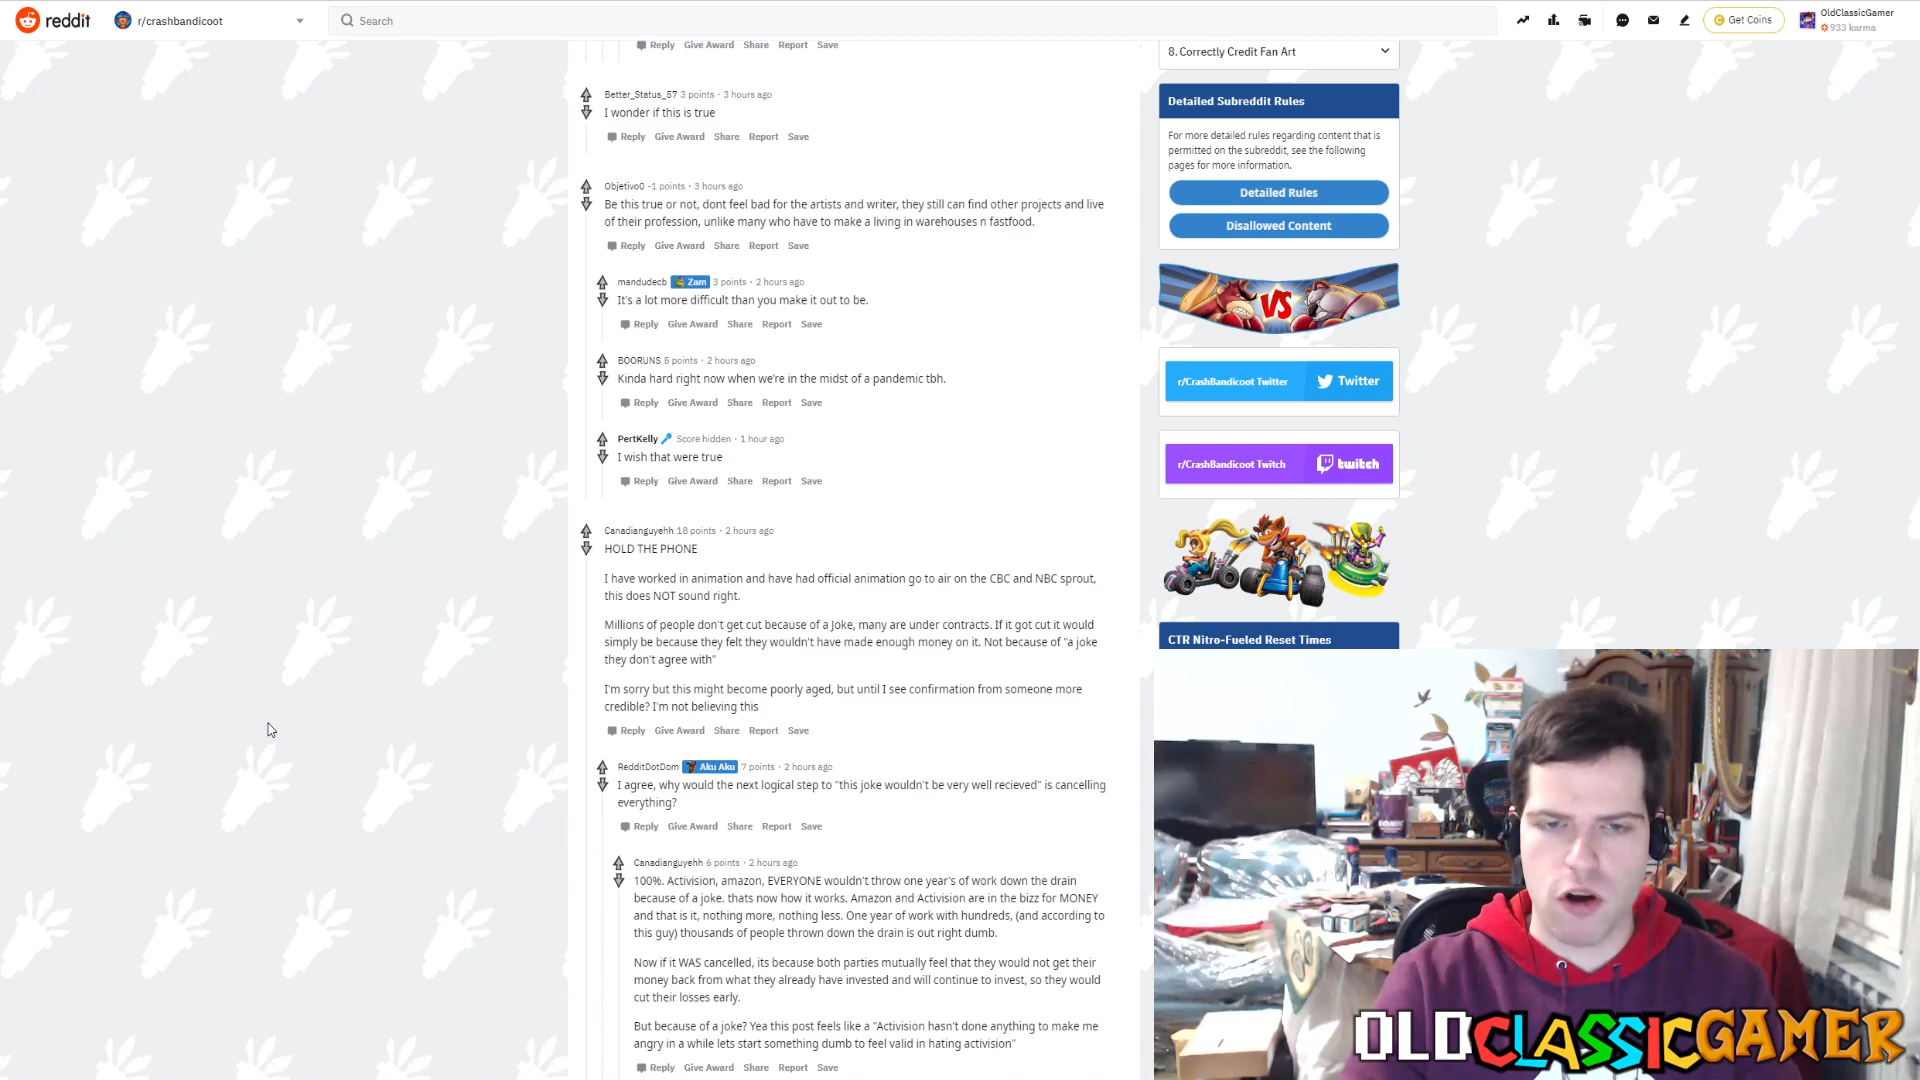 reddit
r/crashbandicoot
Search
Get Coins
OldClassicGamer
933 karma
Reply Give Award Share Report Save
Better_Status_57 3 points · 3 hours ago
I wonder if this is true
Reply Give Award Share Report Save
Objetivo0 -1 points · 3 hours ago
Be this true or not, dont feel bad for the artists and writer, they still can find other projects and live
of their profession, unlike many who have to make a living in warehouses n fastfood.
Reply Give Award Share Report Save
mandudecb Zam 3 points · 2 hours ago
It's a lot more difficult than you make it out to be.
Reply Give Award Share Report Save
BOORUNS 5 points · 2 hours ago
Kinda hard right now when we're in the midst of a pandemic tbh.
Reply Give Award Share Report Save
PertKelly Score hidden · 1 hour ago
I wish that were true
Reply Give Award Share Report Save
Canadianguyehh 18 points · 2 hours ago
HOLD THE PHONE
I have worked in animation and have had official animation go to air on the CBC and NBC sprout,
this does NOT sound right.
Millions of people don't get cut because of a Joke, many are under contracts. If it got cut it would
simply be because they felt they wouldn't have made enough money on it. Not because of "a joke
they don't agree with"
I'm sorry but this might become poorly aged, but until I see confirmation from someone more
credible? I'm not believing this
Reply Give Award Share Report Save
RedditDotDom Aku Aku 7 points · 2 hours ago
I agree, why would the next logical step to "this joke wouldn't be very well recieved" is cancelling
everything?
Reply Give Award Share Report Save
Canadianguyehh 6 points · 2 hours ago
100%. Activision, amazon, EVERYONE wouldn't throw one year's of work down the drain
because of a joke. thats now how it works. Amazon and Activision are in the bizz for MONEY
and that is it, nothing more, nothing less. One year of work with hundreds, (and according to
this guy) thousands of people thrown down the drain is out right dumb.
Now if it WAS cancelled, its because both parties mutually feel that they would not get their
money back from what they already have invested and will continue to invest, so they would
cut their losses early.
But because of a joke? Yea this post feels like a "Activision hasn't done anything to make me
angry in a while lets start something dumb to feel valid in hating activision"
Reply Give Award Share Report Save
8. Correctly Credit Fan Art
Detailed Subreddit Rules
For more detailed rules regarding content that is
permitted on the subreddit, see the following
pages for more information.
Detailed Rules
Disallowed Content
VS
r/CrashBandicoot Twitter Twitter
r/CrashBandicoot Twitch twitch
CTR Nitro-Fueled Reset Times
OLDCLASSICGAMER